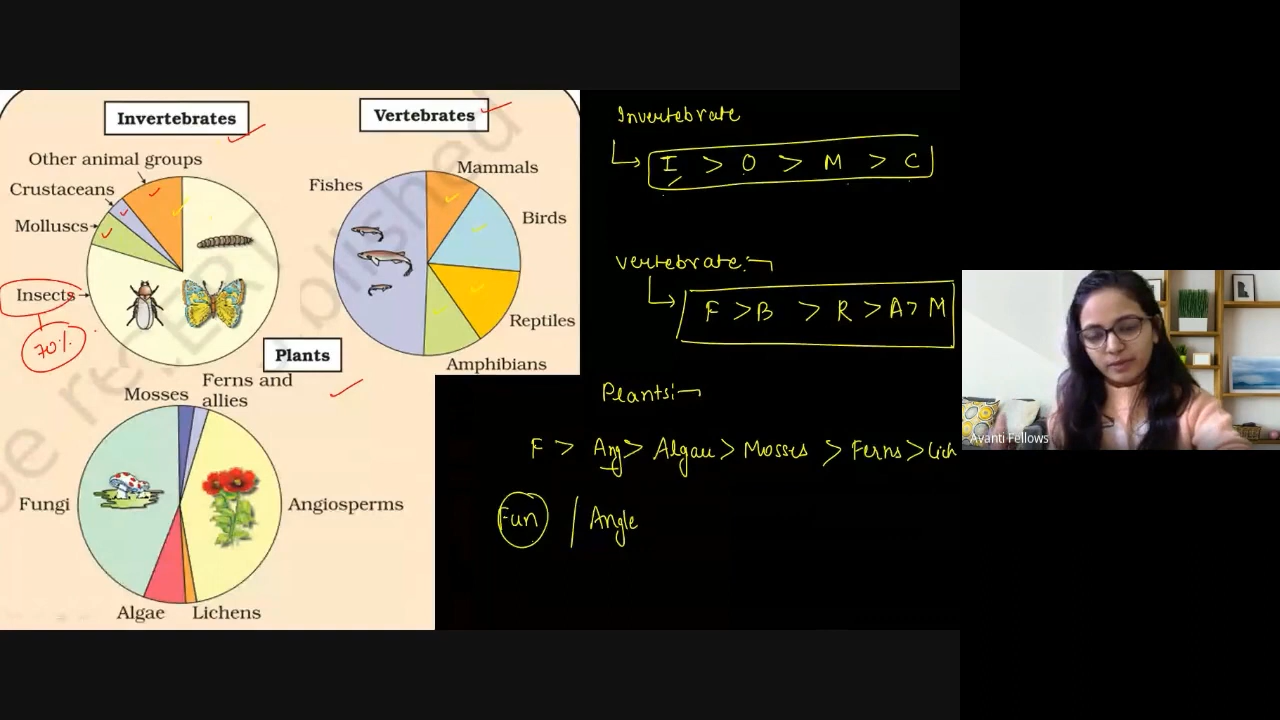 Invertebrates
Vertebrates
Other animal groups
Crustaceans
Molluscs
Insects
70%
Fishes
Mammals
Birds
Reptiles
Amphibians
Plants
Mosses
Ferns and
allies
Fungi
Angiosperms
Algae
Lichens
Invertebrate
I > O > M > C
Vertebrate:-
F > B > R > A > M
Plants:-
F > Ang > Algae > Mosses > Ferns > Lich
Fun / Angle
Avanti Fellows